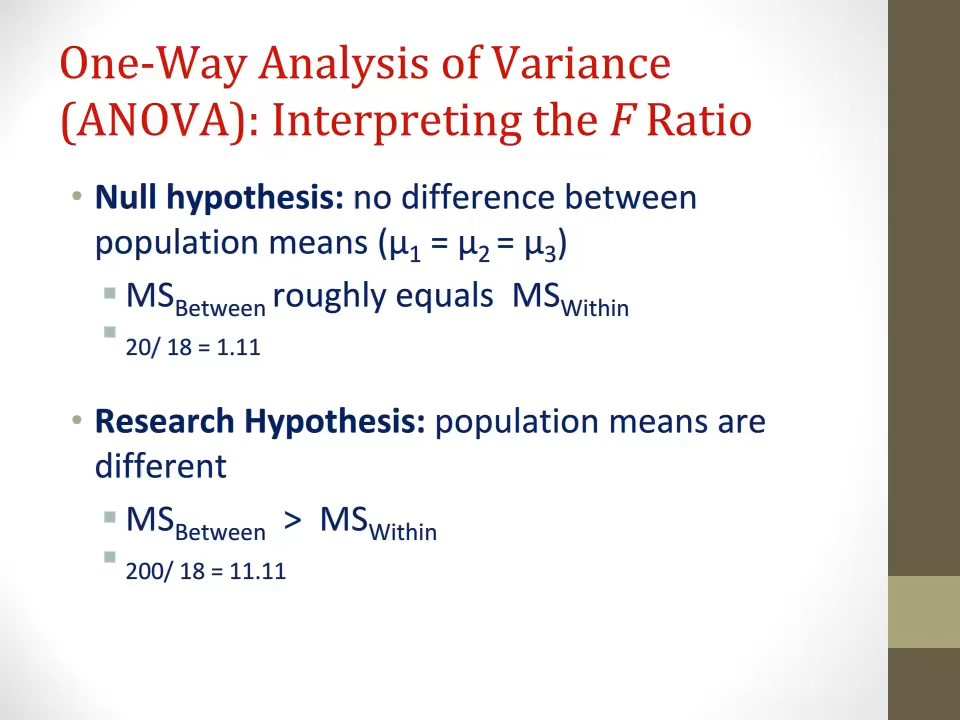 One-Way Analysis of Variance
(ANOVA): Interpreting the F Ratio
• Null hypothesis: no difference between
population means (μ₁ = μ₂ = μ₃)
▪ MSBetween roughly equals MSWithin
▪ 20/ 18 = 1.11
• Research Hypothesis: population means are
different
▪ MSBetween > MSWithin
▪ 200/ 18 = 11.11